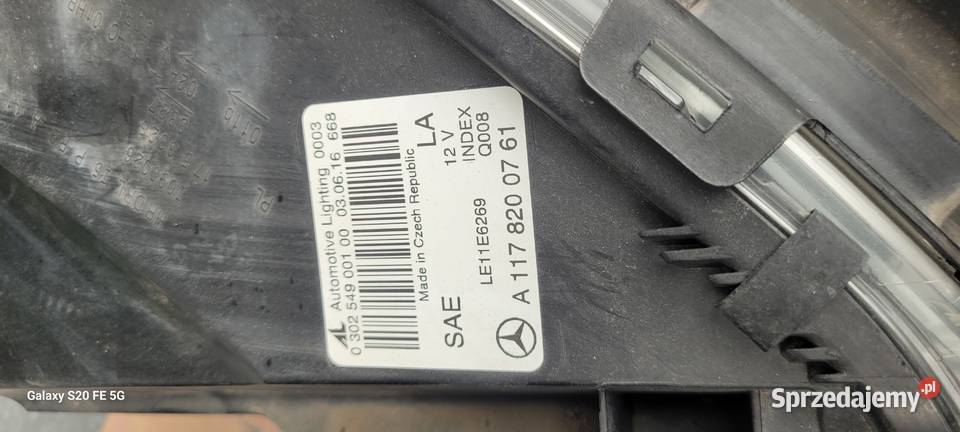 AL Automotive Lighting 0003
0 302 549 001 00 03.06.16 668
Made in Czech Republic
LA
SAE
12 V
LE11E6269
INDEX
Q008
A 117 820 07 61
Galaxy S20 FE 5G
Sprzedajemy.pl